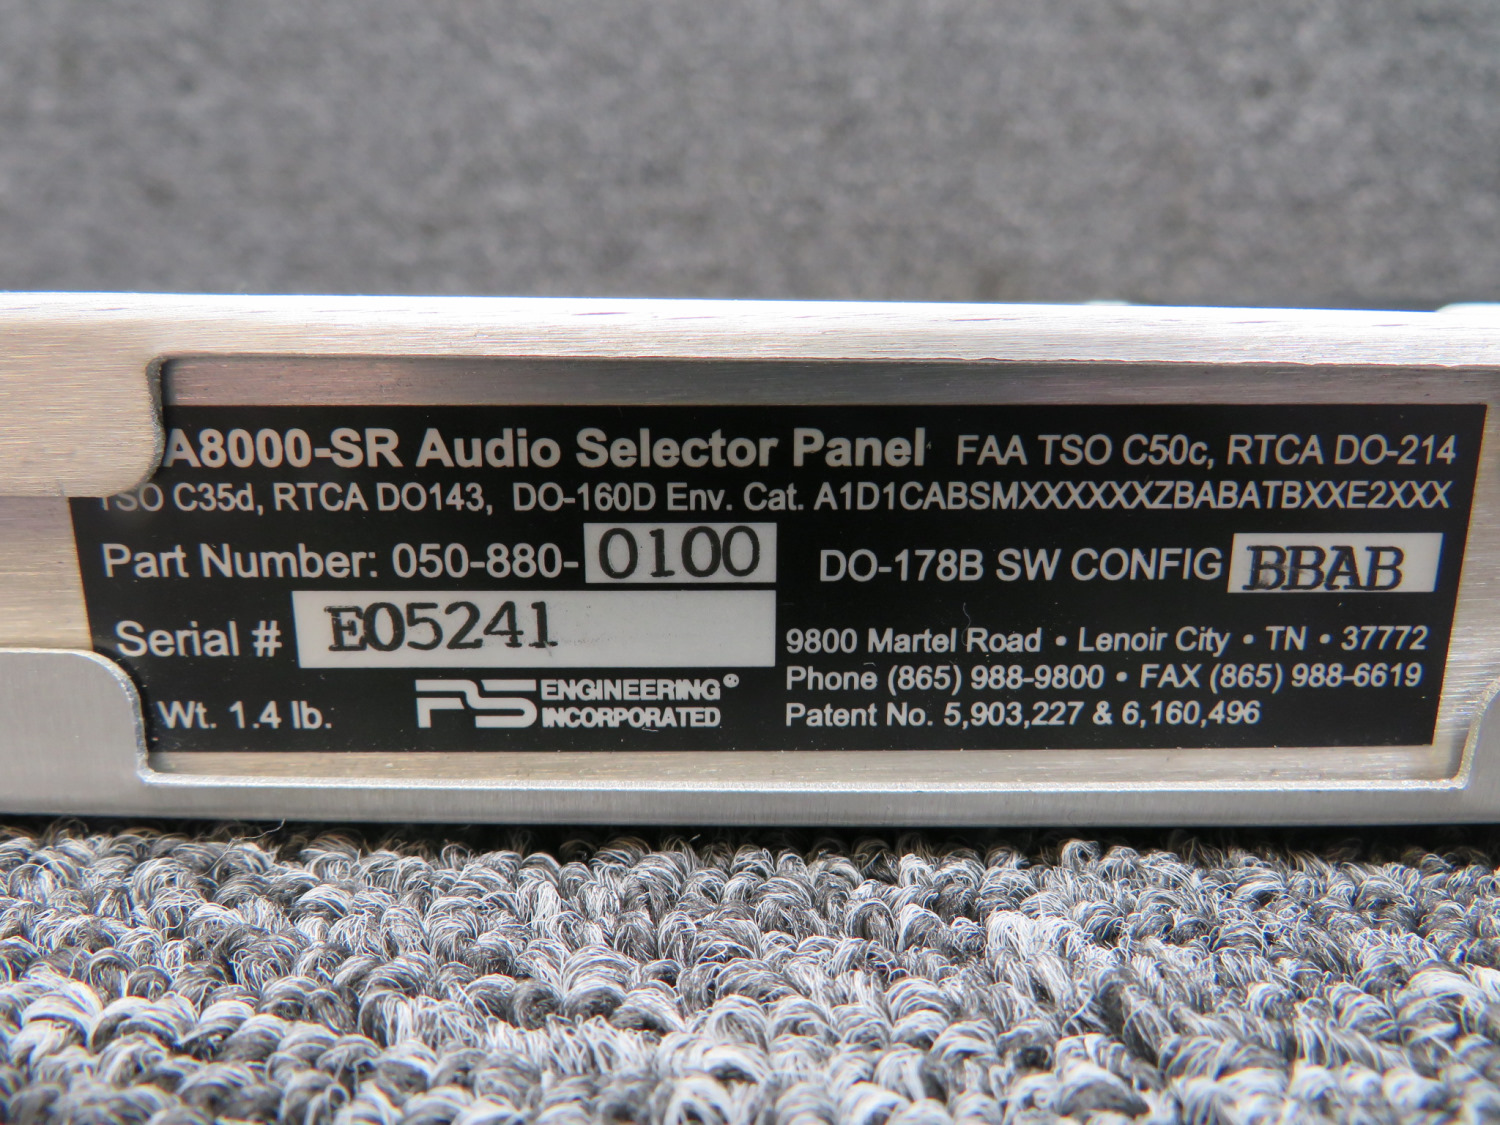 A8000-SR Audio Selector Panel FAA TSO C50c, RTCA DO-214
TSO C35d, RTCA DO143, DO-160D Env. Cat. A1D1CABSMXXXXXXZBABATBXXE2XXX
Part Number: 050-880-0100 DO-178B SW CONFIG BBAB
Serial # E05241
9800 Martel Road • Lenoir City • TN • 37772
Phone (865) 988-9800 • FAX (865) 988-6619
Wt. 1.4 lb. PS ENGINEERING® INCORPORATED
Patent No. 5,903,227 & 6,160,496